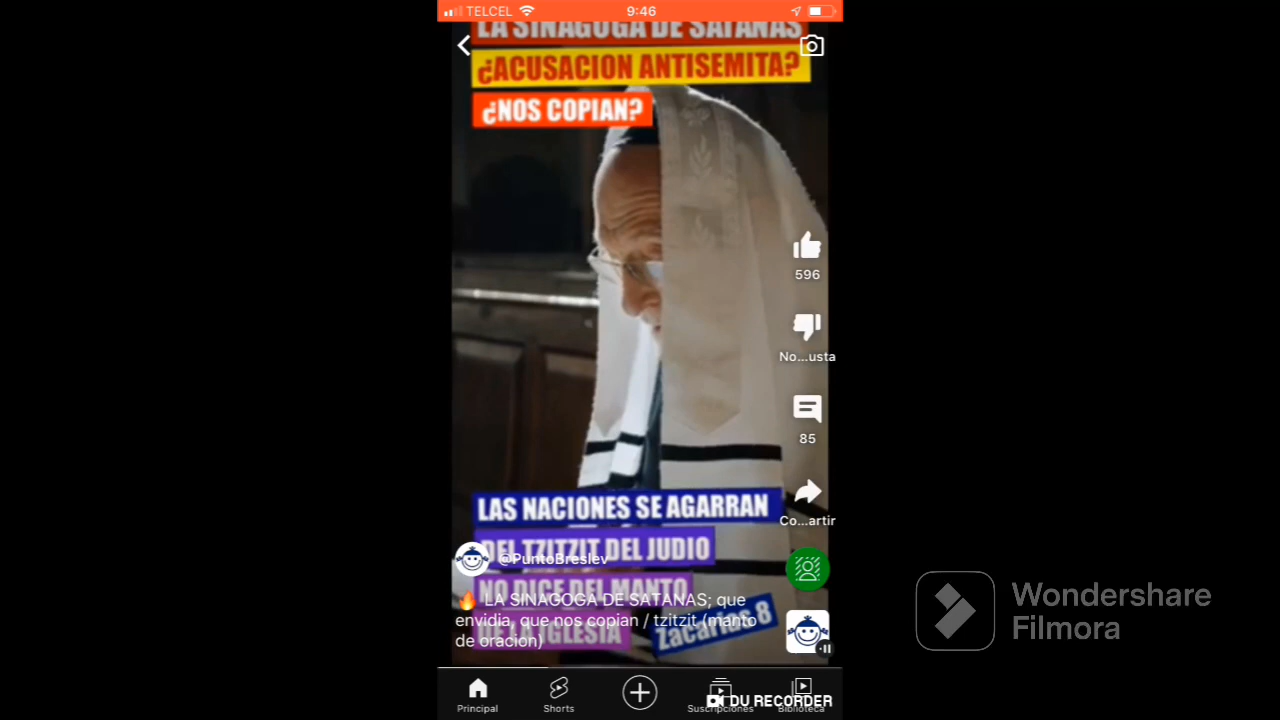 TELCEL
9:46
LA SINAGOGA DE SATANAS
¿ACUSACION ANTISEMITA?
¿NOS COPIAN?
596
No...usta
85
Co...artir
LAS NACIONES SE AGARRAN
DEL TZITZIT DEL JUDIO
@PuntoBreslev
NO DICE DEL MANTO
DE LA IGLESIA
Zacarias 8
LA SINAGOGA DE SATANAS; que
envidia, que nos copian / tzitzit (manto
de oracion)
Wondershare
Filmora
Principal
Shorts
Suscripciones
Biblioteca
DU RECORDER